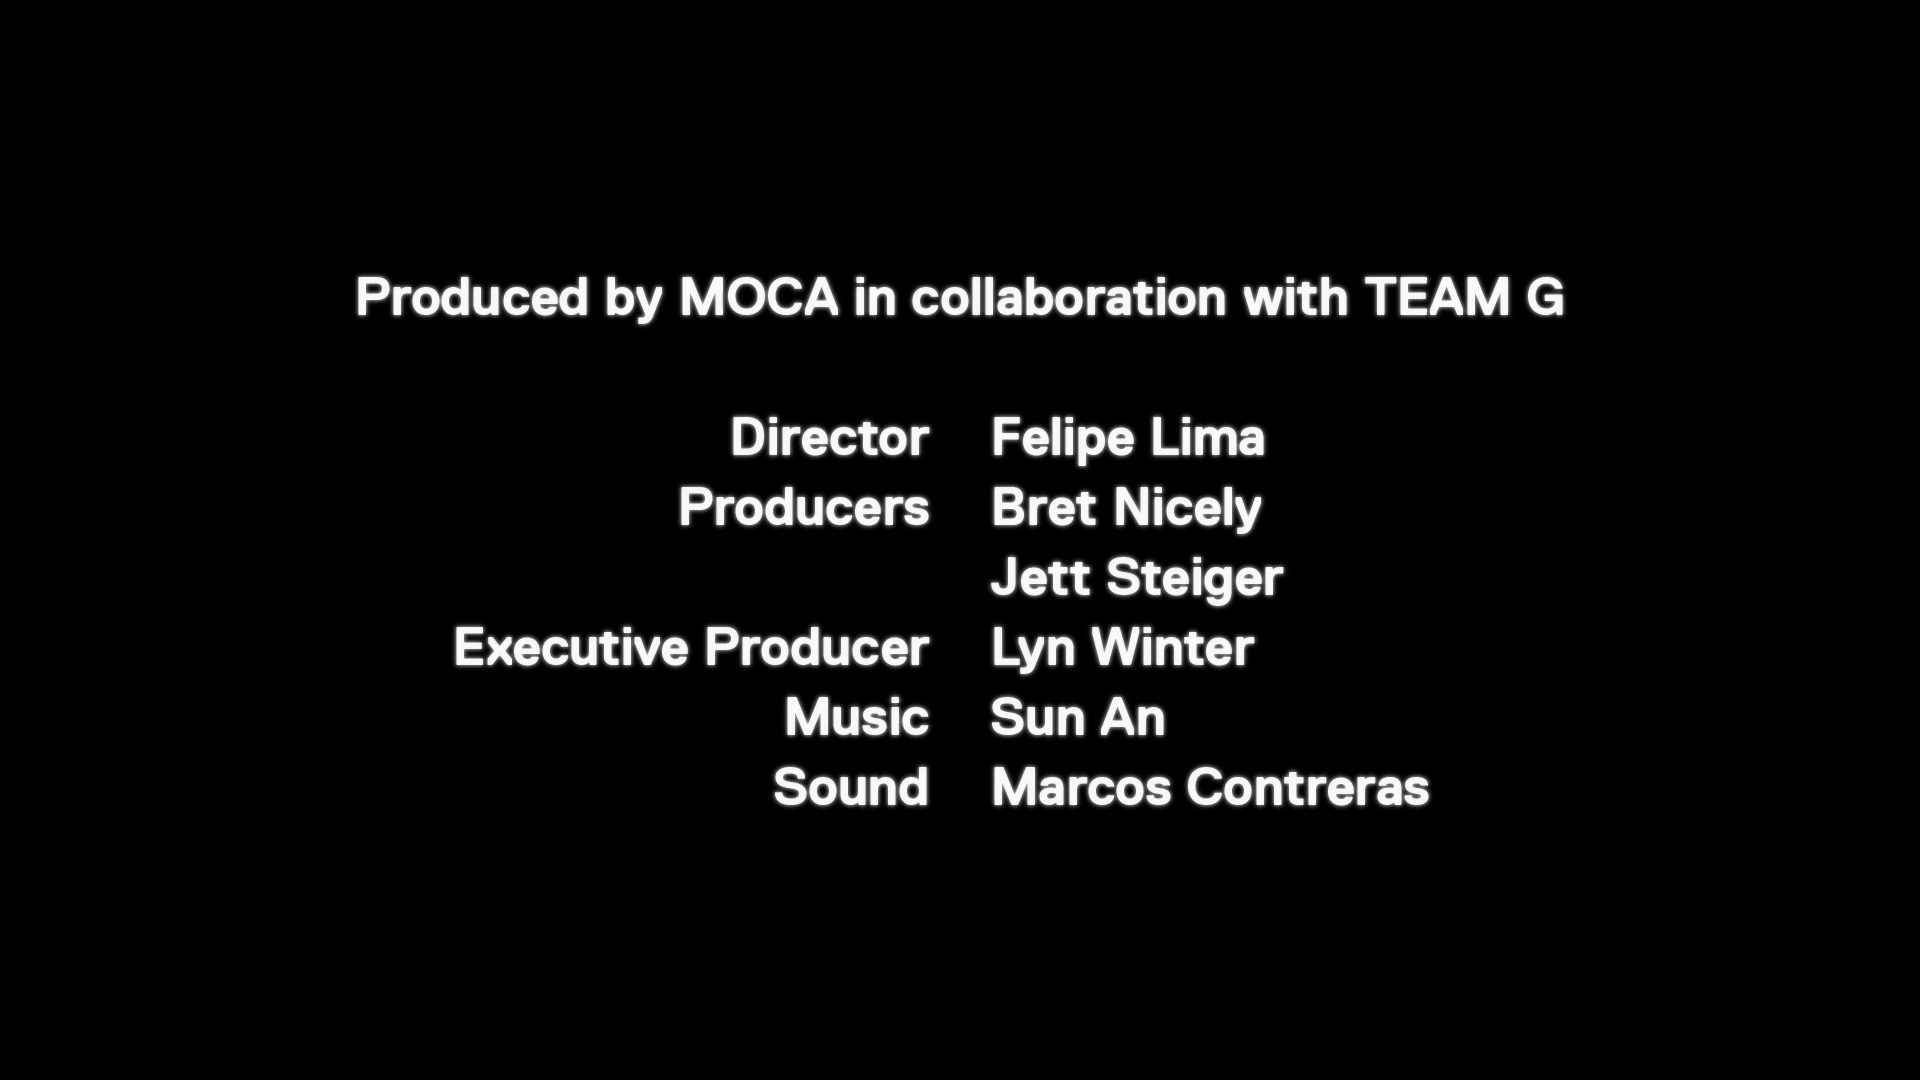 Produced by MOCA in collaboration with TEAM G
Director Felipe Lima
Producers Bret Nicely
Jett Steiger
Executive Producer Lyn Winter
Music Sun An
Sound Marcos Contreras